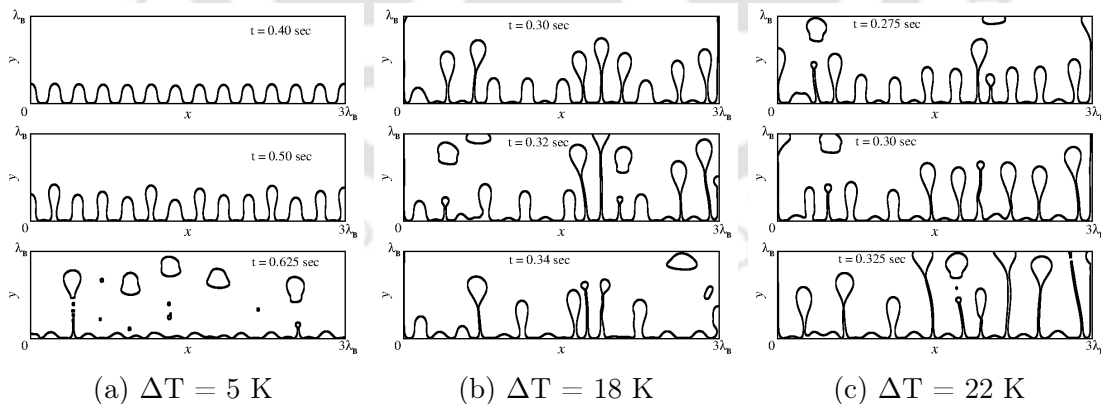 λB
t = 0.40 sec
y
0
x
3λB
λB
t = 0.50 sec
y
0
x
3λB
λB
t = 0.625 sec
y
0
x
3λB
(a) ΔT = 5 K
λB
t = 0.30 sec
y
0
x
3λB
λB
t = 0.32 sec
y
0
x
3λB
λB
t = 0.34 sec
y
0
x
3λB
(b) ΔT = 18 K
λB
t = 0.275 sec
y
0
x
3λB
λB
t = 0.30 sec
y
0
x
3λB
λB
t = 0.325 sec
y
0
x
3λB
(c) ΔT = 22 K